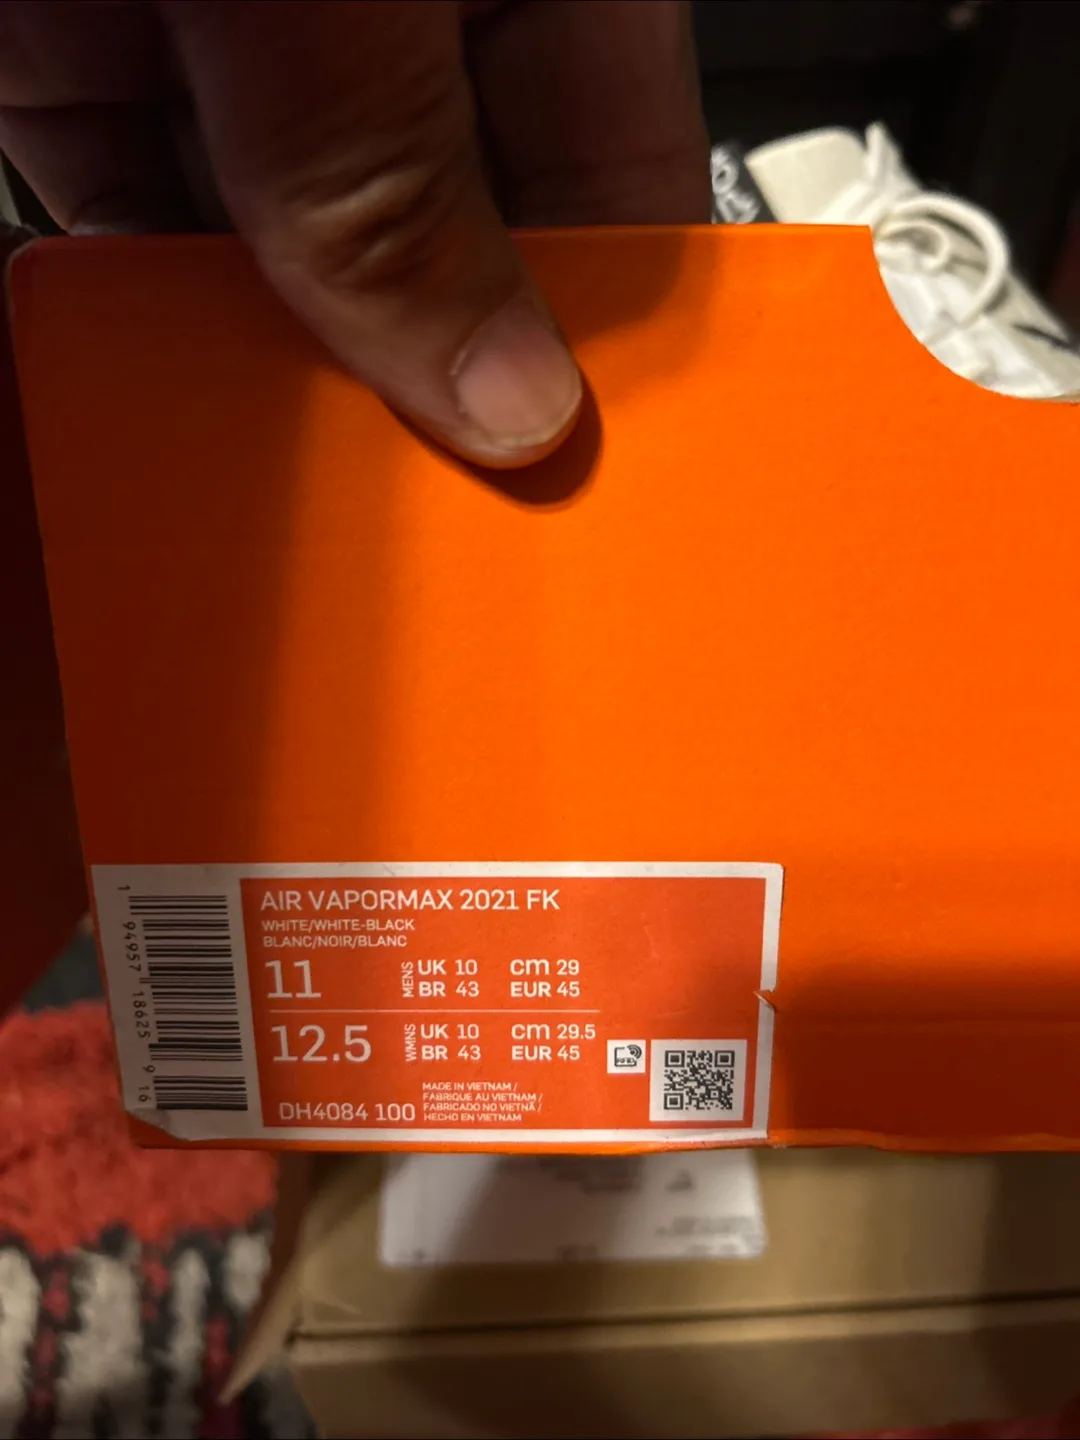 AIR VAPORMAX 2021 FK
WHITE/WHITE-BLACK
BLANC/NOIR/BLANC
11 MENS UK 10 cm 29
BR 43 EUR 45
12.5 WMNS UK 10 cm 29.5
BR 43 EUR 45
RFID
DH4084 100
MADE IN VIETNAM /
FABRIQUE AU VIETNAM /
FABRICADO NO VIETNÃ /
HECHO EN VIETNAM
1 94957 18625 9 16